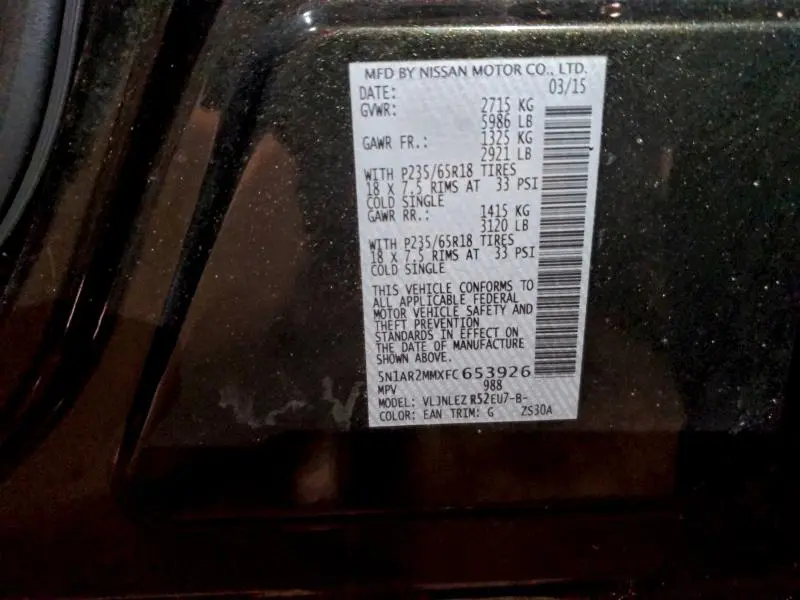 MFD BY NISSAN MOTOR CO., LTD.
DATE: 03/15
GVWR: 2715 KG
5986 LB
GAWR FR.: 1325 KG
2921 LB
WITH P235/65R18 TIRES
18 X 7.5 RIMS AT 33 PSI
COLD SINGLE
GAWR RR.: 1415 KG
3120 LB
WITH P235/65R18 TIRES
18 X 7.5 RIMS AT 33 PSI
COLD SINGLE
THIS VEHICLE CONFORMS TO
ALL APPLICABLE FEDERAL
MOTOR VEHICLE SAFETY AND
THEFT PREVENTION
STANDARDS IN EFFECT ON
THE DATE OF MANUFACTURE
SHOWN ABOVE.
5N1AR2MMXFC653926
MPV 988
MODEL: VLJNLEZ R52EU7-B-
COLOR: EAN TRIM: G ZS30A